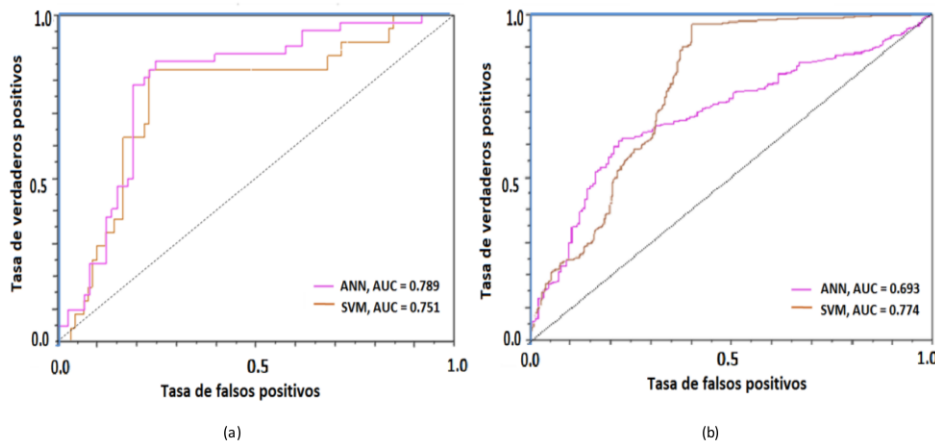 1.0
Tasa de verdaderos positivos
0.5
ANN, AUC = 0.789
SVM, AUC = 0.751
0.0
0.0
0.5
1.0
Tasa de falsos positivos
(a)
1.0
Tasa de verdaderos positivos
0.5
ANN, AUC = 0.693
SVM, AUC = 0.774
0.0
0.0
0.5
1.0
Tasa de falsos positivos
(b)